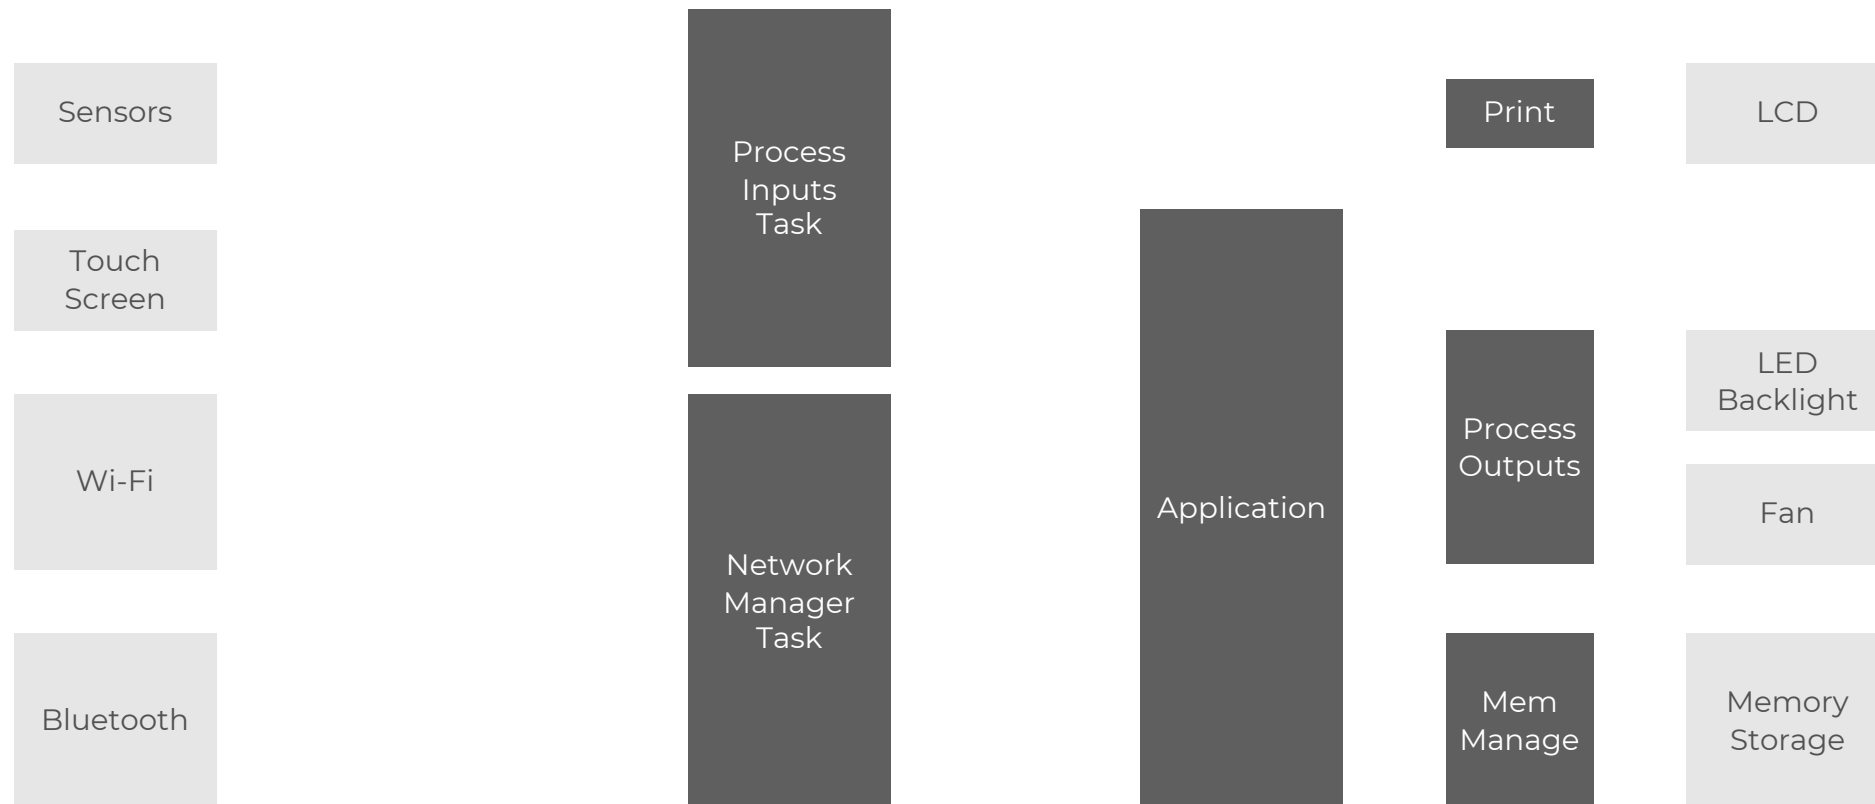 Sensors
Touch
Screen
Wi-Fi
Bluetooth
Process
Inputs
Task
Network
Manager
Task
Application
Print
Process
Outputs
Mem
Manage
LCD
LED
Backlight
Fan
Memory
Storage